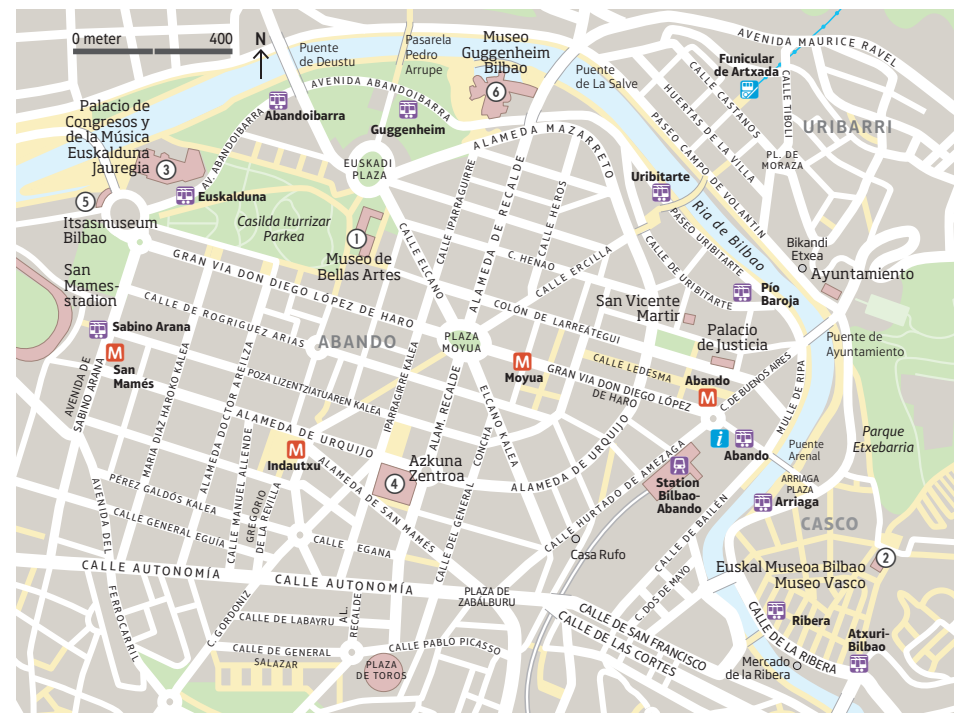 0 meter 400
N
Puente
de Deustu
Pasarela
Pedro
Arrupe
Museo
Guggenheim
Bilbao
6
Puente
de La Salve
AVENIDA MAURICE RAVEL
Funicular
de Artxada
CALLE CASTAÑOS
HUERTAS DE LA VILLA
CALLE TIBOLI
URIBARRI
PL. DE
MORAZA
PASEO CAMPO DE VOLANTIN
Palacio de
Congresos y
de la Música
Euskalduna
Jauregia
3
AVENIDA ABANDOIBARRA
Abandoibarra
Guggenheim
AV. ABANDOIBARRA
EUSKADI
PLAZA
ALAMEDA MAZARRETO
Uribitarte
5
Euskalduna
Itsasmuseum
Bilbao
Casilda Iturrizar
Parkea
1
Museo de
Bellas Artes
CALLE IPARRAGUIRRE
ALAMEDA DE RECALDE
CALLE HEROS
C. HENAO
CALLE ERCILLA
CALLE ELCANO
PASEO URIBITARTE
CALLE DE URIBITARTE
Ria de Bilbao
Bikandi
Etxea
Ayuntamiento
Pío
Baroja
San
Mames-
stadion
GRAN VIA DON DIEGO LÓPEZ DE HARO
CALLE DE ROGRIGUEZ ARIAS
COLÓN DE LARREÁTEGUI
San Vicente
Martir
Palacio
de Justicia
Puente de
Ayuntamiento
Sabino Arana
M
San
Mamés
ABANDO
PLAZA
MOYUA
M
Moyua
CALLE LEDESMA
GRAN VIA DON DIEGO LÓPEZ
DE HARO
Abando
M
C. DE BUENOS AIRES
MULLE DE RIPA
AVENIDA DE
SABINO ARANA
MARIA DIAZ HAROKO KALEA
ALAMEDA DOCTOR AREILZA
POZA LIZENTZIATUAREN KALEA
IPARRAGIRRE KALEA
ALAM. RECALDE
ELCANO KALEA
ALAMEDA DE URQUIJO
M
Indautxu
i
Abando
Puente
Arenal
Parque
Etxebarria
ALAMEDA DE URQUIJO
CONCHA
CALLE DEL GENERAL
Azkuna
Zentroa
4
ALAMEDA DE SAN MAMÉS
CALLE MANUEL ALLENDE
GREGORIO
DE LA REVILLA
PÉREZ GALDÓS KALEA
CALLE GENERAL EGUÍA
AVENIDA DEL
FERROCARRIL
CALLE EGANA
CALLE HURTADO DE AMEZAGA
Station
Bilbao-
Abando
CALLE DE BAILÉN
ARRIAGA
PLAZA
Arriaga
CASCO
Casa Rufo
2
Euskal Museoa Bilbao
Museo Vasco
CALLE AUTONOMÍA
CALLE AUTONOMÍA
PLAZA DE
ZABÁLBURU
C. DOS DE MAYO
C. GORDONIZ
CALLE DE LABAYRU
AL.
RECALDE
CALLE PABLO PICASSO
CALLE DE GENERAL
SALAZAR
PLAZA
DE TOROS
CALLE DE SAN FRANCISCO
CALLE DE LAS CORTES
Ribera
CALLE DE LA RIBERA
Atxuri-
Bilbao
Mercado
de la Ribera